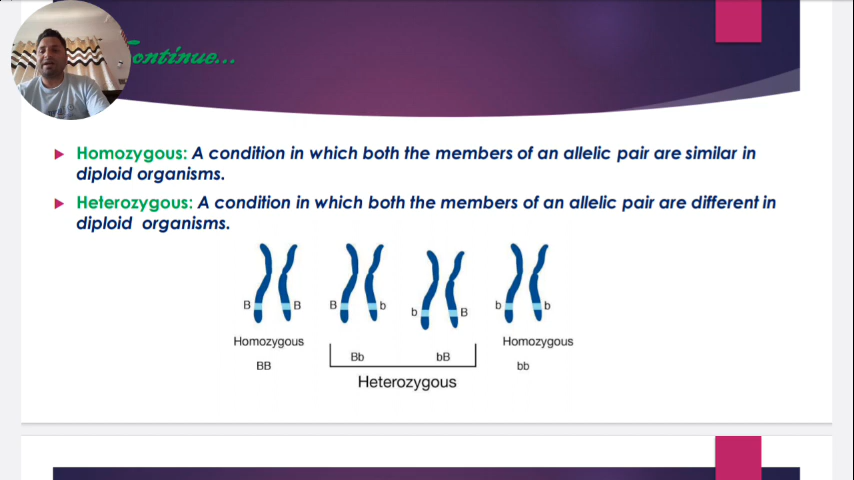 Continue...
Homozygous: A condition in which both the members of an allelic pair are similar in
diploid organisms.
Heterozygous: A condition in which both the members of an allelic pair are different in
diploid organisms.
B B B b b B b b
Homozygous Homozygous
BB Bb bB bb
Heterozygous